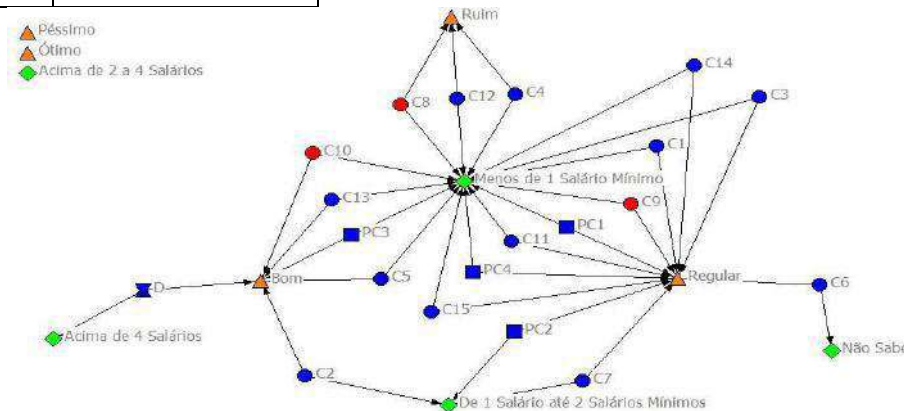 Péssimo
Ruim
Ótimo
Acima de 2 a 4 Salários
C14
C8
C12
C4
C3
C10
C1
Menos de 1 Salário Mínimo
C13
C9
PC3
PC1
C11
D
Bom
C5
PC4
Regular
C6
C15
PC2
Acima de 4 Salários
Não Sabe
C2
C7
De 1 Salário até 2 Salários Mínimos